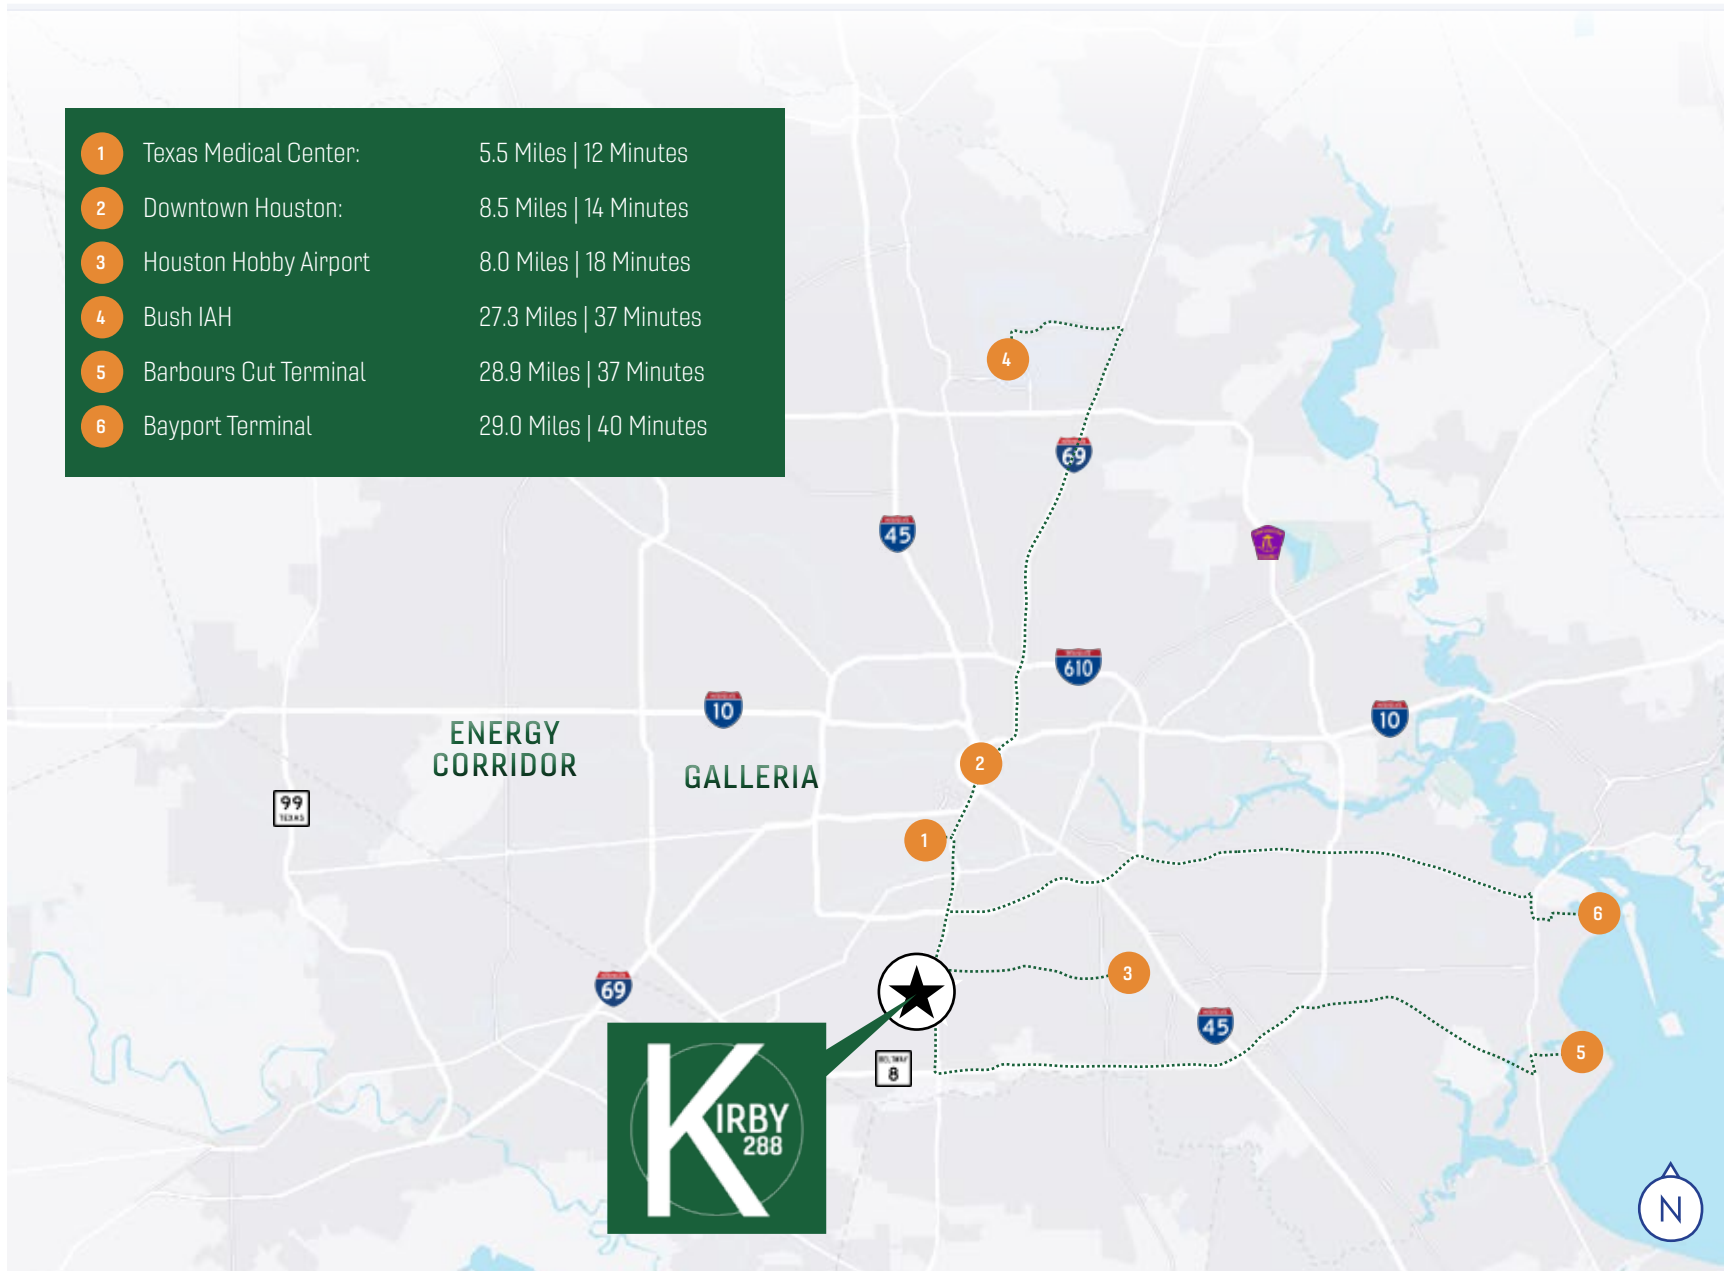 1 Texas Medical Center: 5.5 Miles | 12 Minutes
2 Downtown Houston: 8.5 Miles | 14 Minutes
3 Houston Hobby Airport 8.0 Miles | 18 Minutes
4 Bush IAH 27.3 Miles | 37 Minutes
5 Barbours Cut Terminal 28.9 Miles | 37 Minutes
6 Bayport Terminal 29.0 Miles | 40 Minutes
4
69
45
610
10
10
ENERGY
CORRIDOR
GALLERIA
2
99
TEXAS
1
6
3
69
45
5
BELTWAY
8
KIRBY
288
N